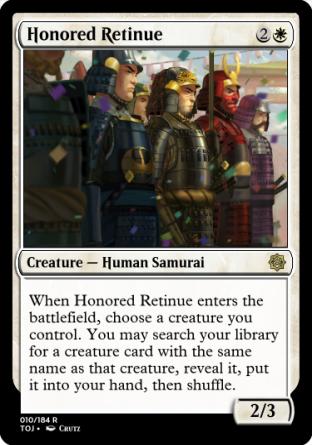 Honored Retinue 2
Creature — Human Samurai
When Honored Retinue enters the
battlefield, choose a creature you
control. You may search your library
for a creature card with the same
name as that creature, reveal it, put
it into your hand, then shuffle.
2/3
010/184 R
TOJ • CRUTZ